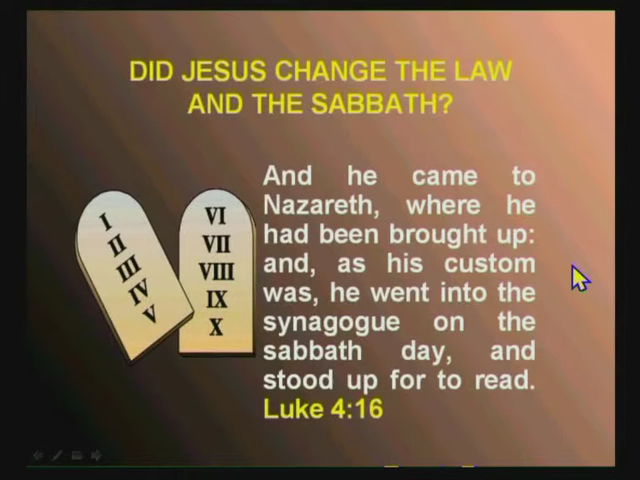 DID JESUS CHANGE THE LAW
AND THE SABBATH?
I
II
III
IV
V
VI
VII
VIII
IX
X
And he came to
Nazareth, where he
had been brought up:
and, as his custom
was, he went into the
synagogue on the
sabbath day, and
stood up for to read.
Luke 4:16